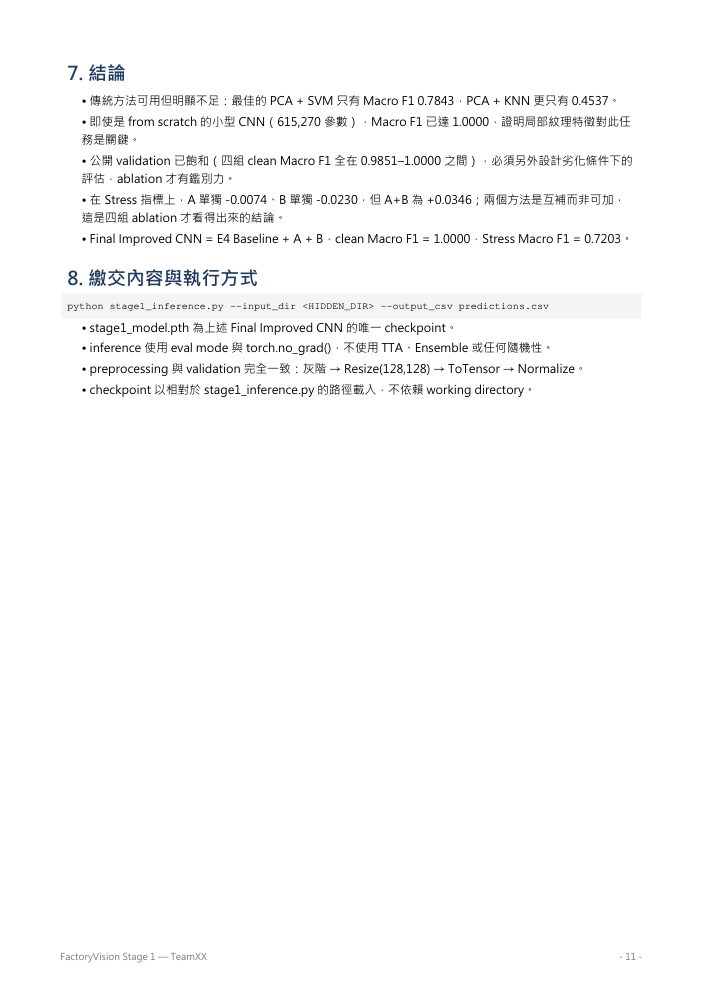 7. 結論
• 傳統方法可用但明顯不足：最佳的 PCA + SVM 只有 Macro F1 0.7843，PCA + KNN 更只有 0.4537。
• 即使是 from scratch 的小型 CNN（615,270 參數），Macro F1 已達 1.0000，證明局部紋理特徵對此任
務是關鍵。
• 公開 validation 已飽和（四組 clean Macro F1 全在 0.9851–1.0000 之間），必須另外設計劣化條件下的
評估，ablation 才有鑑別力。
• 在 Stress 指標上，A 單獨 -0.0074、B 單獨 -0.0230，但 A+B 為 +0.0346；兩個方法是互補而非可加，
這是四組 ablation 才看得出來的結論。
• Final Improved CNN = E4 Baseline + A + B，clean Macro F1 = 1.0000，Stress Macro F1 = 0.7203。
8. 繳交內容與執行方式
python stage1_inference.py --input_dir <HIDDEN_DIR> --output_csv predictions.csv
• stage1_model.pth 為上述 Final Improved CNN 的唯一 checkpoint。
• inference 使用 eval mode 與 torch.no_grad()，不使用 TTA、Ensemble 或任何隨機性。
• preprocessing 與 validation 完全一致：灰階 → Resize(128,128) → ToTensor → Normalize。
• checkpoint 以相對於 stage1_inference.py 的路徑載入，不依賴 working directory。
FactoryVision Stage 1 — TeamXX
- 11 -